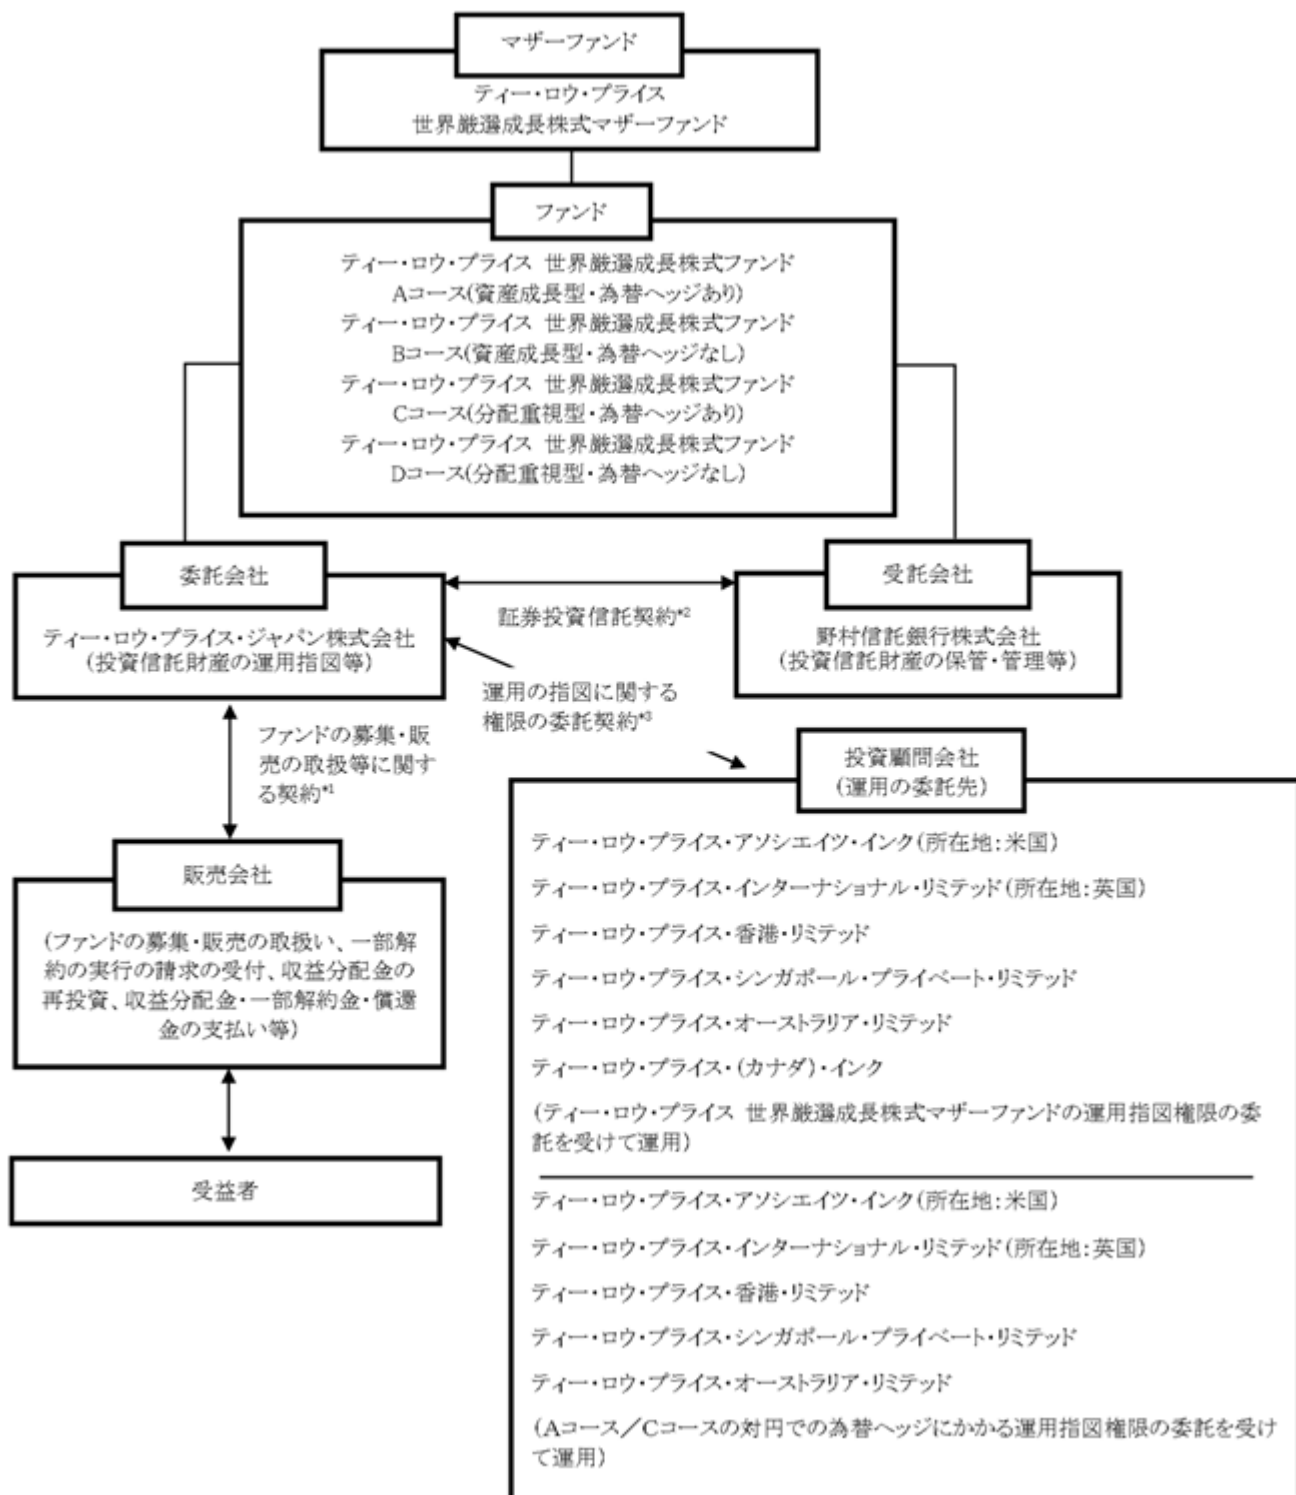 マザーファンド
ティー・ロウ・プライス
世界厳選成長株式マザーファンド
ファンド
ティー・ロウ・プライス 世界厳選成長株式ファンド
Aコース(資産成長型・為替ヘッジあり)
ティー・ロウ・プライス 世界厳選成長株式ファンド
Bコース(資産成長型・為替ヘッジなし)
ティー・ロウ・プライス 世界厳選成長株式ファンド
Cコース(分配重視型・為替ヘッジあり)
ティー・ロウ・プライス 世界厳選成長株式ファンド
Dコース(分配重視型・為替ヘッジなし)
委託会社
ティー・ロウ・プライス・ジャパン株式会社
(投資信託財産の運用指図等)
証券投資信託契約*2
受託会社
野村信託銀行株式会社
(投資信託財産の保管・管理等)
運用の指図に関する
権限の委託契約*3
ファンドの募集・販
売の取扱等に関す
る契約*1
販売会社
(ファンドの募集・販売の取扱い、一部解
約の実行の請求の受付、収益分配金の
再投資、収益分配金・一部解約金・償還
金の支払い等)
受益者
投資顧問会社
(運用の委託先)
ティー・ロウ・プライス・アソシエイツ・インク(所在地:米国)
ティー・ロウ・プライス・インターナショナル・リミテッド(所在地:英国)
ティー・ロウ・プライス・香港・リミテッド
ティー・ロウ・プライス・シンガポール・プライベート・リミテッド
ティー・ロウ・プライス・オーストラリア・リミテッド
ティー・ロウ・プライス・(カナダ)・インク
(ティー・ロウ・プライス 世界厳選成長株式マザーファンドの運用指図権限の委
託を受けて運用)
ティー・ロウ・プライス・アソシエイツ・インク(所在地:米国)
ティー・ロウ・プライス・インターナショナル・リミテッド(所在地:英国)
ティー・ロウ・プライス・香港・リミテッド
ティー・ロウ・プライス・シンガポール・プライベート・リミテッド
ティー・ロウ・プライス・オーストラリア・リミテッド
(Aコース/Cコースの対円での為替ヘッジにかかる運用指図権限の委託を受け
て運用)